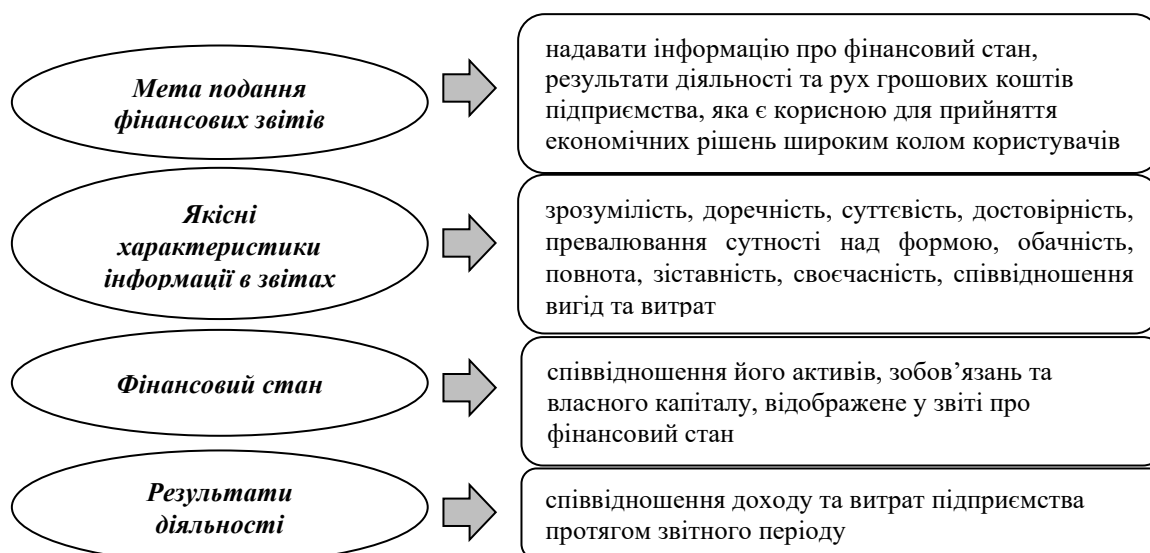 Мета подання
фінансових звітів
надавати інформацію про фінансовий стан,
результати діяльності та рух грошових коштів
підприємства, яка є корисною для прийняття
економічних рішень широким колом користувачів
Якісні
характеристики
інформації в звітах
зрозумілість, доречність, суттєвість, достовірність,
превалювання сутності над формою, обачність,
повнота, зіставність, своєчасність, співвідношення
вигід та витрат
Фінансовий стан
співвідношення його активів, зобов’язань та
власного капіталу, відображене у звіті про
фінансовий стан
Результати
діяльності
співвідношення доходу та витрат підприємства
протягом звітного періоду